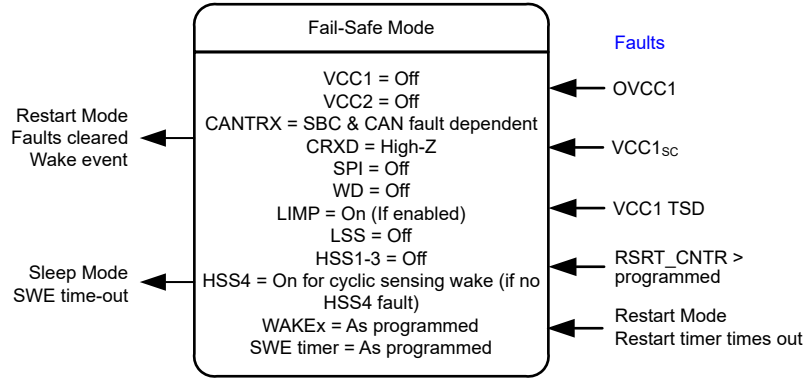 Fail-Safe Mode
VCC1 = Off
VCC2 = Off
CANTRX = SBC & CAN fault dependent
CRXD = High-Z
SPI = Off
WD = Off
LIMP = On (If enabled)
LSS = Off
HSS1-3 = Off
HSS4 = On for cyclic sensing wake (if no
HSS4 fault)
WAKEx = As programmed
SWE timer = As programmed
Restart Mode
Faults cleared
Wake event
Sleep Mode
SWE time-out
Faults
OVCC1
VCC1SC
VCC1 TSD
RSRT_CNTR >
programmed
Restart Mode
Restart timer times out